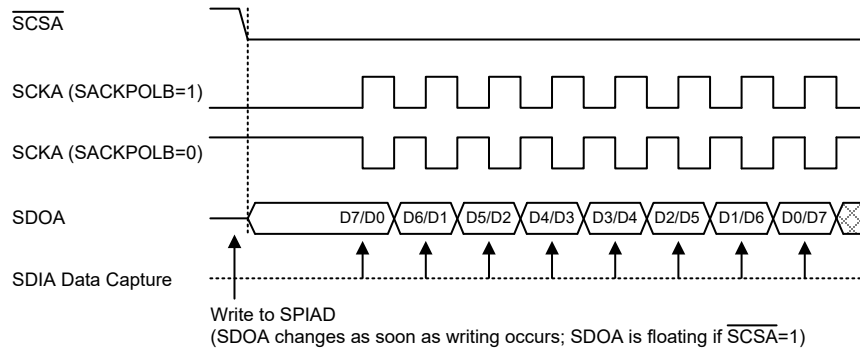 SCSA
SCKA (SACKPOLB=1)
SCKA (SACKPOLB=0)
SDOA D7/D0 D6/D1 D5/D2 D4/D3 D3/D4 D2/D5 D1/D6 D0/D7
SDIA Data Capture
Write to SPIAD
(SDOA changes as soon as writing occurs; SDOA is floating if SCSA=1)